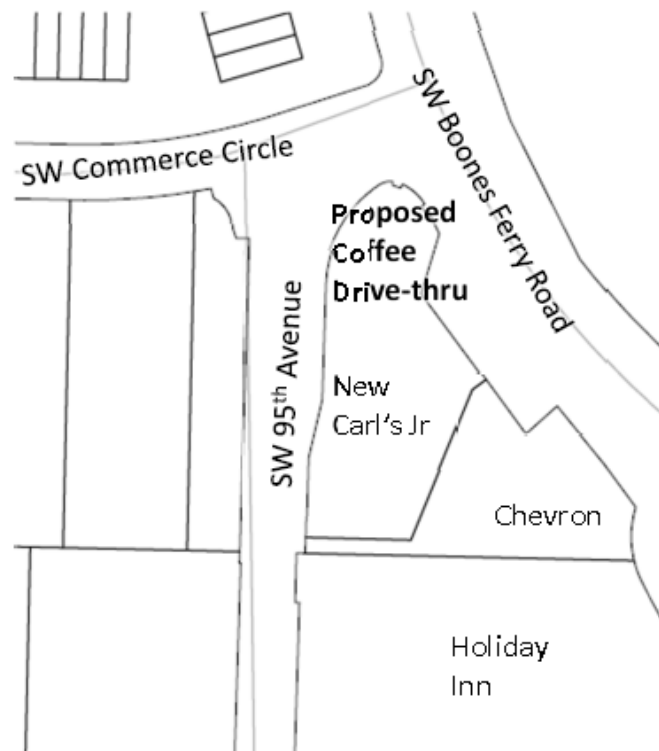 SW Commerce Circle
SW Boones Ferry Road
Proposed
Coffee
Drive-thru
SW 95th Avenue
New
Carl's Jr
Chevron
Holiday
Inn